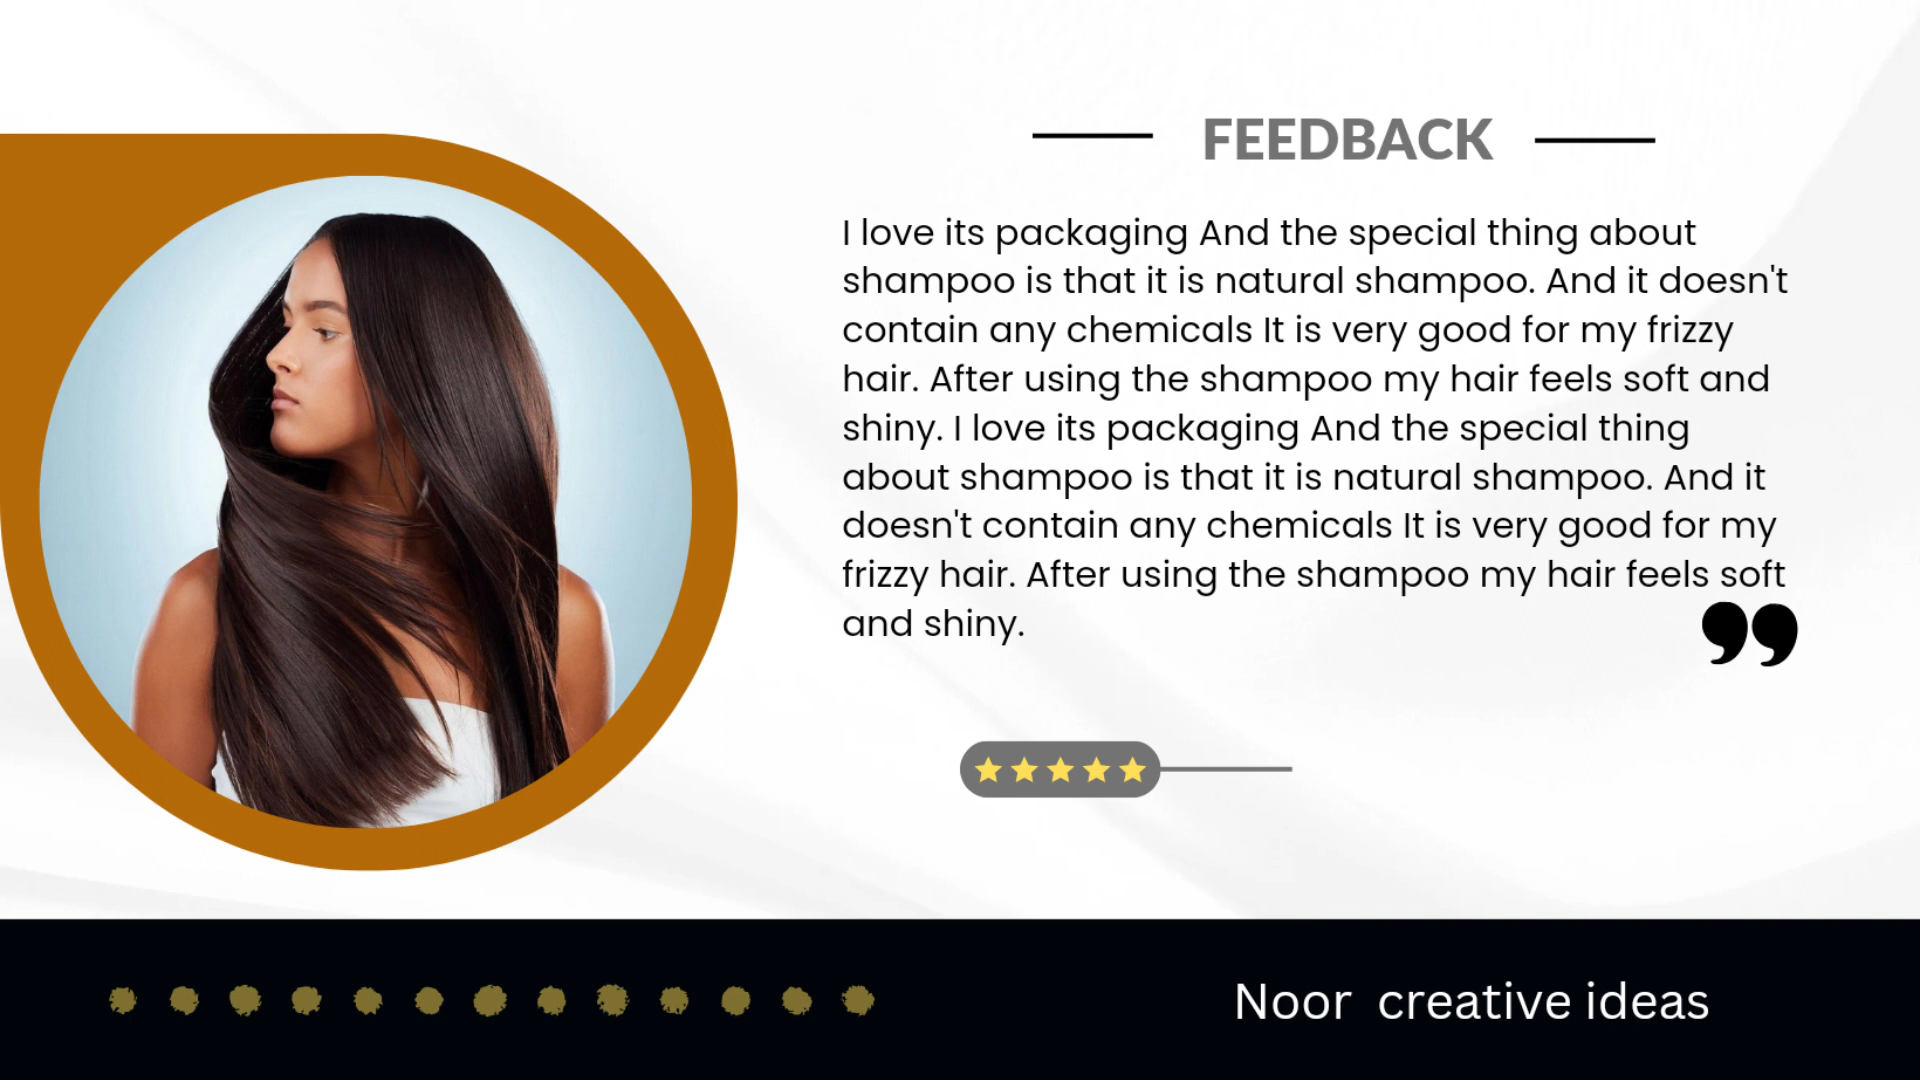 FEEDBACK
I love its packaging And the special thing about
shampoo is that it is natural shampoo. And it doesn't
contain any chemicals It is very good for my frizzy
hair. After using the shampoo my hair feels soft and
shiny. I love its packaging And the special thing
about shampoo is that it is natural shampoo. And it
doesn't contain any chemicals It is very good for my
frizzy hair. After using the shampoo my hair feels soft
and shiny.
”
Noor creative ideas